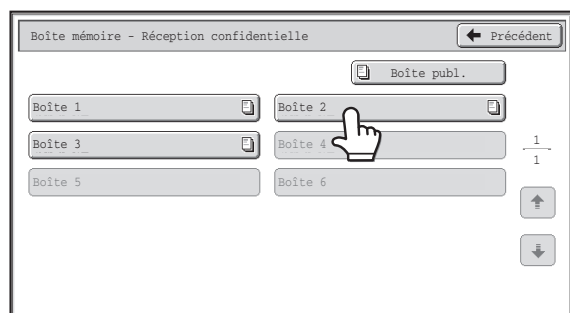 Boîte mémoire - Réception confidentielle
Précédent
Boîte publ.
Boîte 1
Boîte 2
Boîte 3
Boîte 4
1
1
Boîte 5
Boîte 6